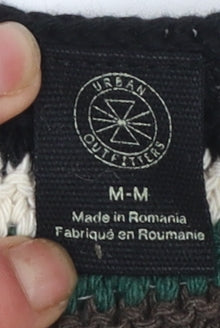 URBAN
OUTFITTERS
M-M
Made in Romania
Fabriqué en Roumanie